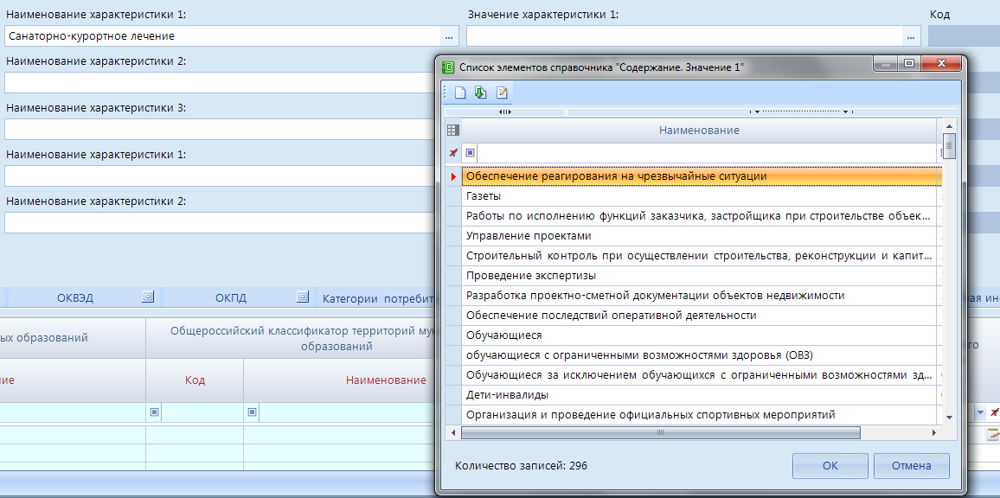 Наименование характеристики 1:
Значение характеристики 1:
Код
Санаторно-курортное лечение
...
...
Наименование характеристики 2:
Наименование характеристики 3:
Наименование характеристики 1:
Наименование характеристики 2:
ОКВЭД
ОКПД
Категории потребит
ая ин
ых образований
Общероссийский классификатор территорий му
образований
го
ие
Код
Наименование
Список элементов справочника "Содержание. Значение 1"
Наименование
Обеспечение реагирования на чрезвычайные ситуации
Газеты
Работы по исполнению функций заказчика, застройщика при строительстве объек...
Управление проектами
Строительный контроль при осуществлении строительства, реконструкции и капит...
Проведение экспертизы
Разработка проектно-сметной документации объектов недвижимости
Обеспечение последствий оперативной деятельности
Обучающиеся
обучающиеся с ограниченными возможностями здоровья (ОВЗ)
Обучающиеся за исключением обучающихся с ограниченными возможностями зд...
Дети-инвалиды
Организация и проведение официальных спортивных мероприятий
Количество записей: 296
ОК
Отмена